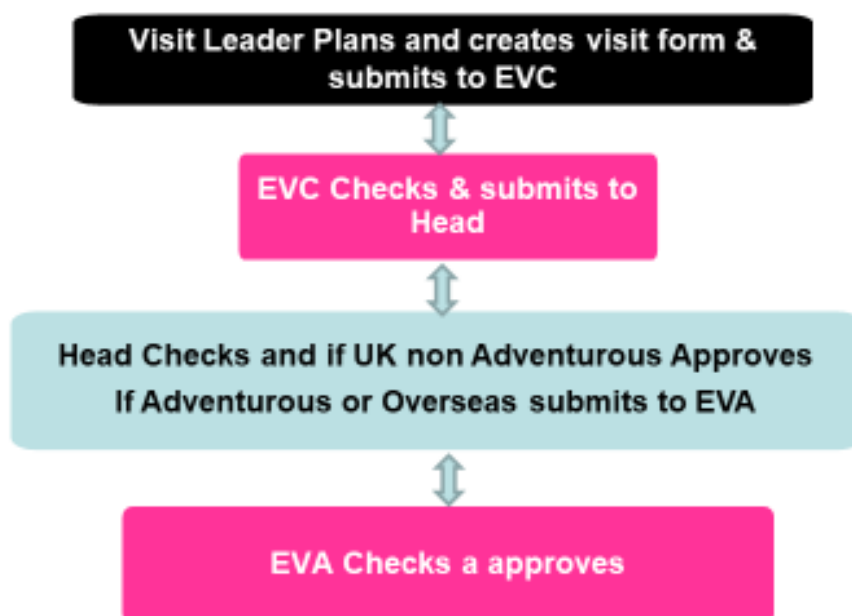 Visit Leader Plans and creates visit form &
submits to EVC
EVC Checks & submits to
Head
Head Checks and if UK non Adventurous Approves
If Adventurous or Overseas submits to EVA
EVA Checks a approves